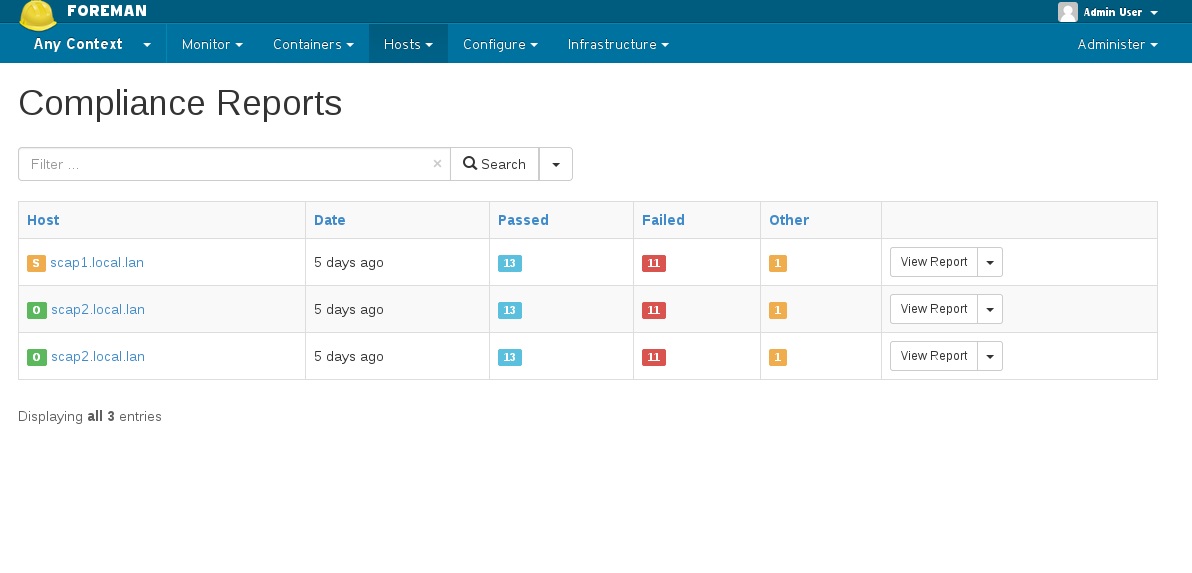 FOREMAN Admin User
Any Context Monitor Containers Hosts Configure Infrastructure Administer
Compliance Reports
Filter ... × Search
Host Date Passed Failed Other
S scap1.local.lan 5 days ago 13 11 1 View Report
O scap2.local.lan 5 days ago 13 11 1 View Report
O scap2.local.lan 5 days ago 13 11 1 View Report
Displaying all 3 entries